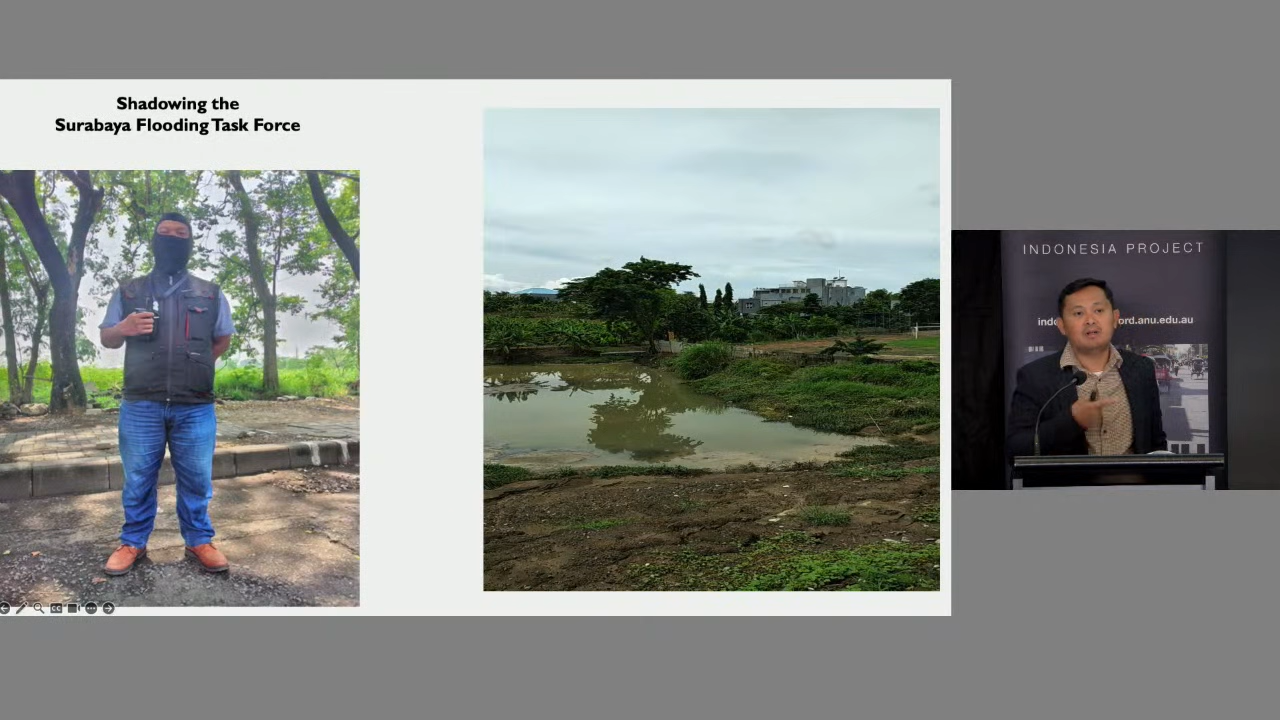 Shadowing the
Surabaya Flooding Task Force
INDONESIA PROJECT
ord.anu.edu.au